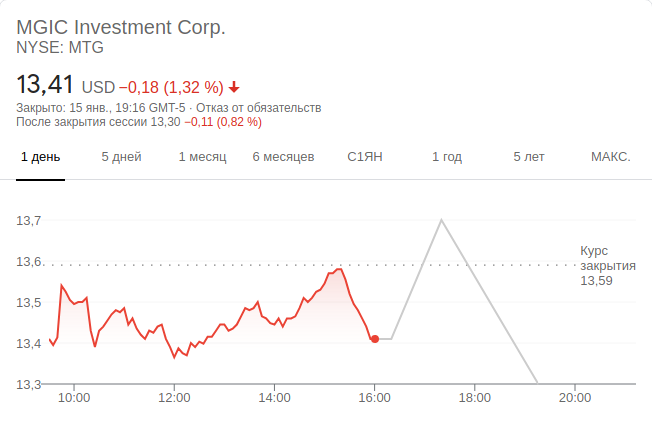 MGIC Investment Corp.
NYSE: MTG
13,41 USD −0,18 (1,32 %)
Закрыто: 15 янв., 19:16 GMT-5 · Отказ от обязательств
После закрытия сессии 13,30 −0,11 (0,82 %)
1 день 5 дней 1 месяц 6 месяцев С1ЯН 1 год 5 лет МАКС.
13,7
13,6
Курс
закрытия
13,59
13,5
13,4
13,3
10:00 12:00 14:00 16:00 18:00 20:00